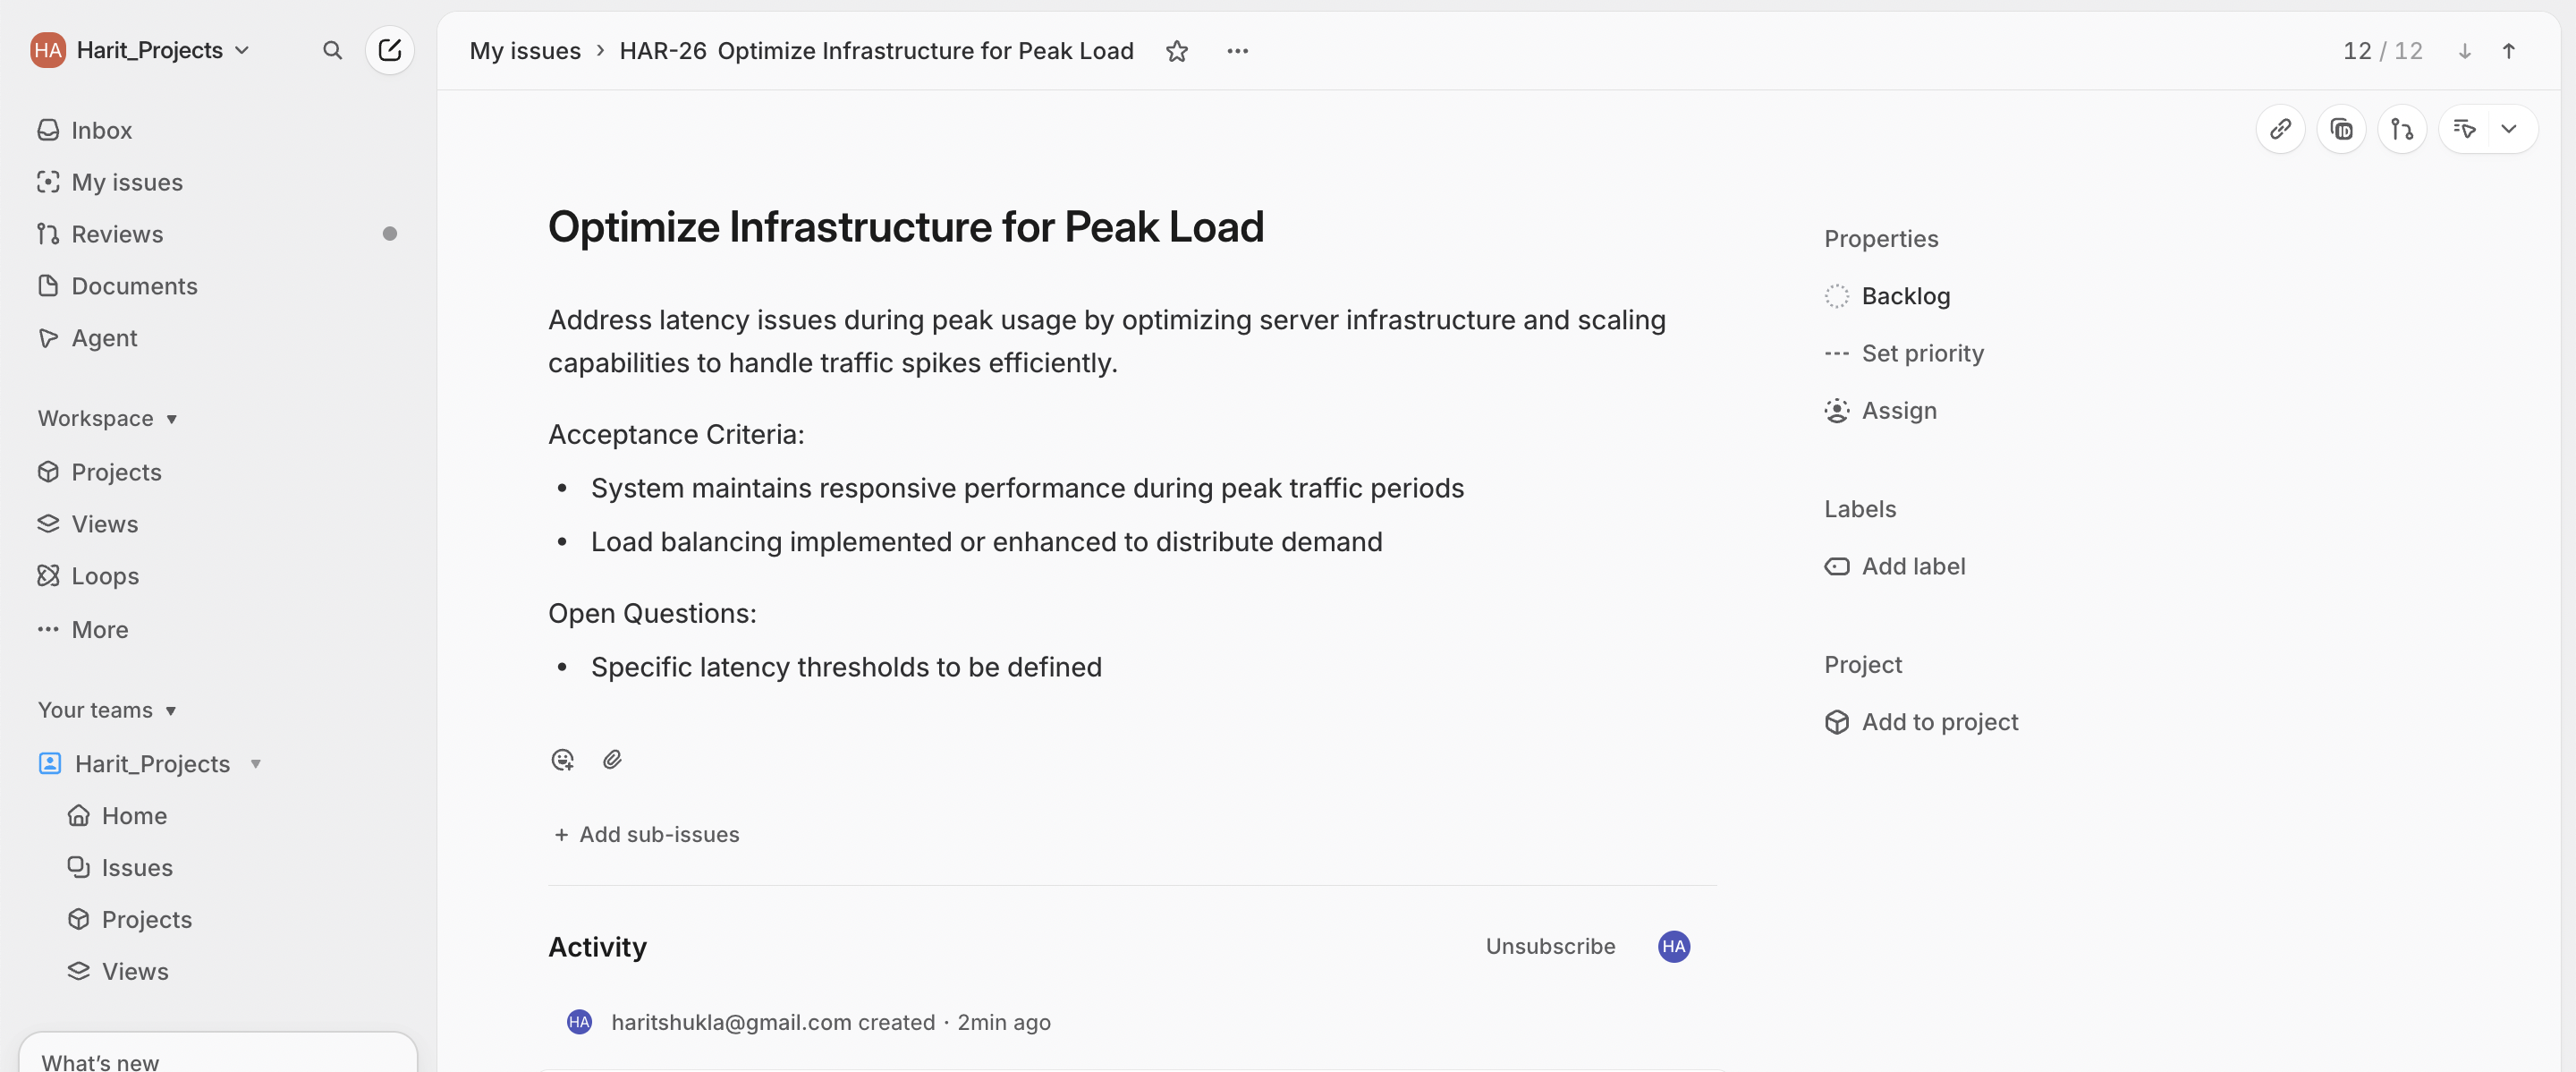 HA Harit_Projects
Inbox
My issues
Reviews
Documents
Agent
Workspace
Projects
Views
Loops
More
Your teams
Harit_Projects
Home
Issues
Projects
Views
What's new
My issues › HAR-26 Optimize Infrastructure for Peak Load
12 / 12
Optimize Infrastructure for Peak Load
Address latency issues during peak usage by optimizing server infrastructure and scaling
capabilities to handle traffic spikes efficiently.
Acceptance Criteria:
• System maintains responsive performance during peak traffic periods
• Load balancing implemented or enhanced to distribute demand
Open Questions:
• Specific latency thresholds to be defined
+ Add sub-issues
Activity
Unsubscribe HA
HA haritshukla@gmail.com created · 2min ago
Properties
Backlog
Set priority
Assign
Labels
Add label
Project
Add to project